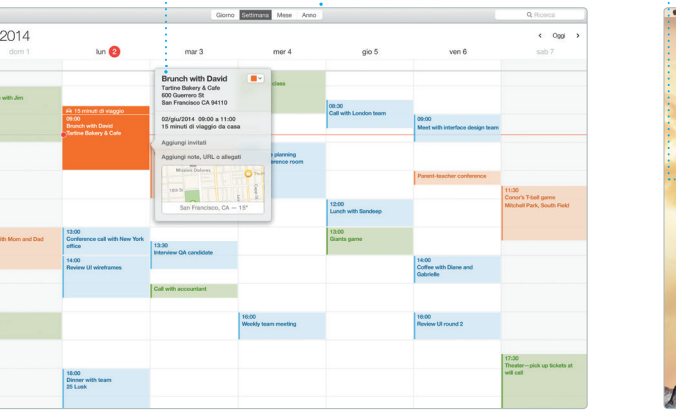 Giorno Settimana Mese Anno
Ricerca
2014
Oggi
dom 1
lun 2
mar 3
mer 4
gio 5
ven 6
sab 7
with Jim
15 minuti di viaggio
09:00
Brunch with David
Tartine Bakery & Cafe
Brunch with David
Tartine Bakery & Cafe
600 Guerrero St
San Francisco CA 94110
02/giu/2014 09:00 a 11:00
15 minuti di viaggio da casa
Aggiungi invitati
Aggiungi note, URL o allegati
Mission Dolores
18th St
San Francisco, CA — 15°
class
planning
room
08:30
Call with London team
09:00
Meet with interface design team
Parent-teacher conference
11:30
Conor's T-ball game
Mitchell Park, South Field
12:00
Lunch with Sandeep
13:00
Giants game
with Mom and Dad
13:00
Conference call with New York
office
14:00
Review UI wireframes
13:30
Interview QA candidate
Call with accountant
14:00
Coffee with Diane and
Gabrielle
16:00
Weekly team meeting
16:00
Review UI round 2
17:30
Theater—pick up tickets at
will call
18:00
Dinner with team
25 Lusk